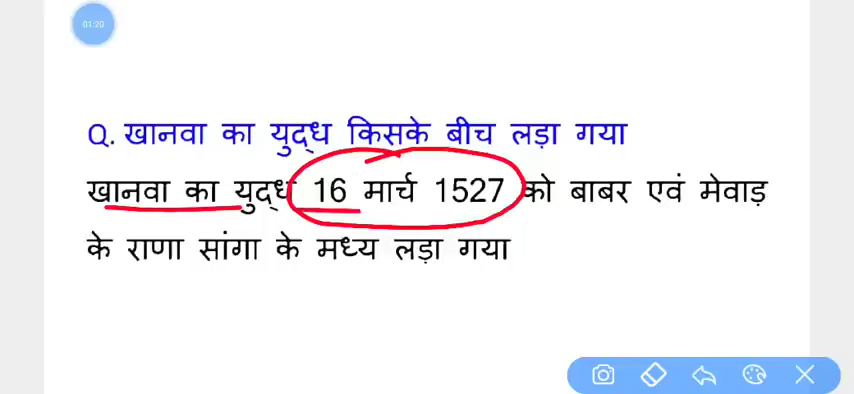 01:20
Q. खानवा का युद्ध किसके बीच लड़ा गया
खानवा का युद्ध 16 मार्च 1527 को बाबर एवं मेवाड़
के राणा सांगा के मध्य लड़ा गया